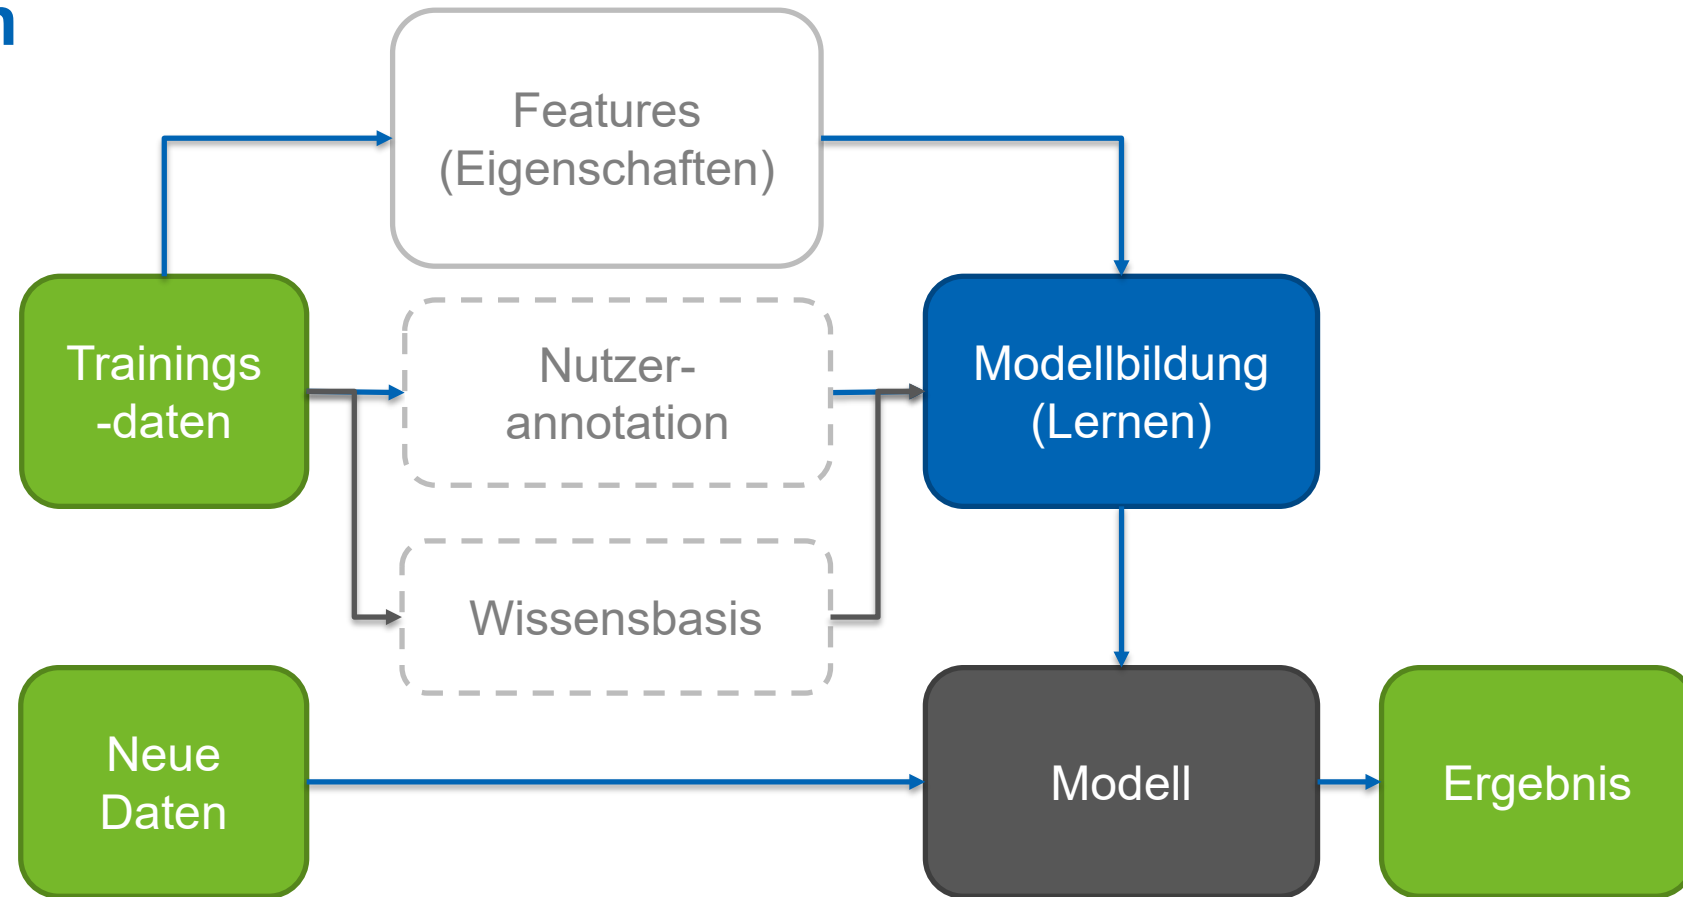 n
Features
(Eigenschaften)
Trainings
-daten
Nutzer-
annotation
Modellbildung
(Lernen)
Wissensbasis
Neue
Daten
Modell
Ergebnis